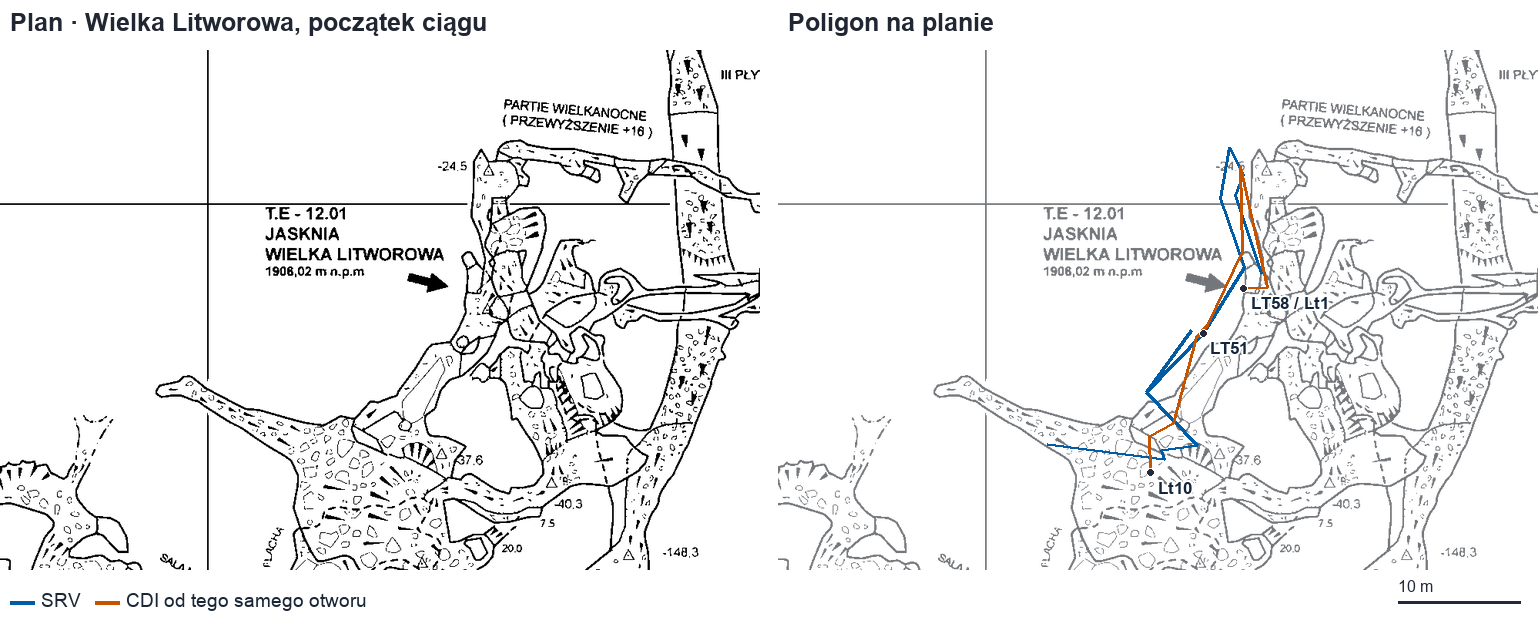 Plan · Wielka Litworowa, początek ciągu
III PŁY
PARTIE WIELKANOCNE
( PRZEWYŻSZENIE +16 )
-24.5
T.E - 12.01
JASKNIA
WIELKA LITWOROWA
1906,02 m n.p.m
37.6
-40,3
7.5
20,0
-148,3
Poligon na planie
III PŁY
PARTIE WIELKANOCNE
( PRZEWYŻSZENIE +16 )
-24.5
T.E - 12.01
JASKNIA
WIELKA LITWOROWA
1906,02 m n.p.m
LT58 / Lt1
LT51
37.6
Lt10
-40,3
7.5
20,0
-148,3
SRV
CDI od tego samego otworu
10 m